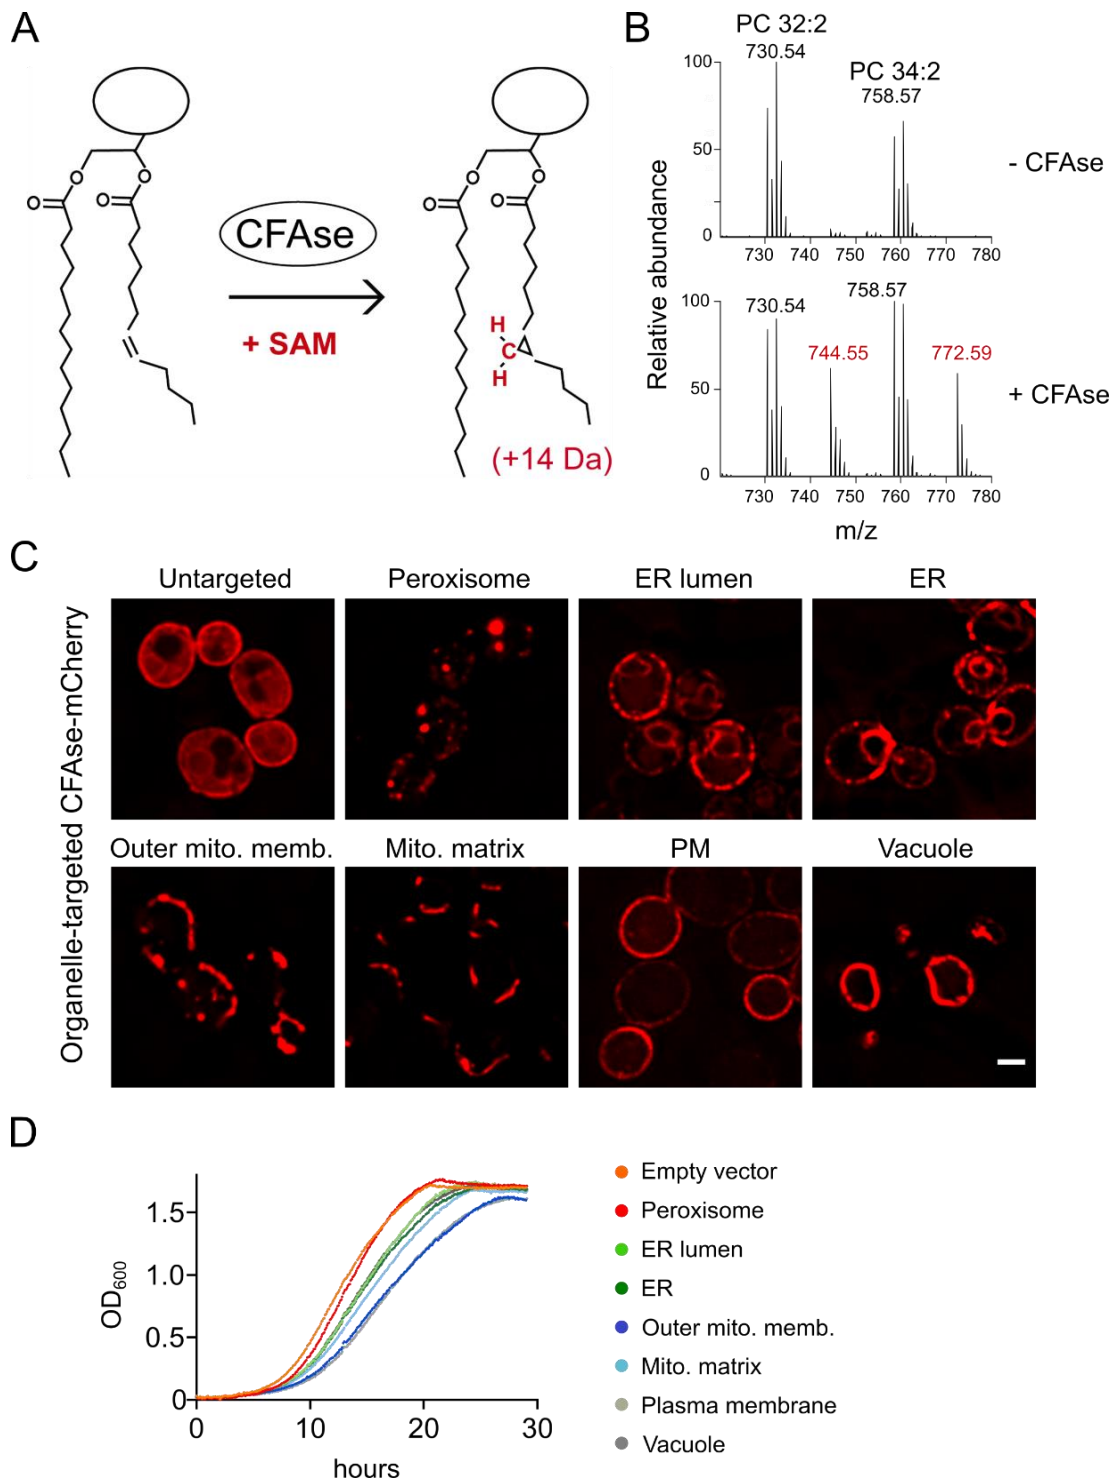 A
CFAse
+ SAM
H
C
H
(+14 Da)
O
O
O
O
O
O
O
O
B
PC 32:2
730.54
PC 34:2
758.57
100
50
0
730 740 750 760 770 780
- CFAse
Relative abundance
730.54
758.57
744.55
772.59
100
50
0
730 740 750 760 770 780
+ CFAse
m/z
C
Organelle-targeted CFAse-mCherry
Untargeted
Peroxisome
ER lumen
ER
Outer mito. memb.
Mito. matrix
PM
Vacuole
D
OD600
1.5
1.0
0.5
0
0 10 20 30
hours
Empty vector
Peroxisome
ER lumen
ER
Outer mito. memb.
Mito. matrix
Plasma membrane
Vacuole